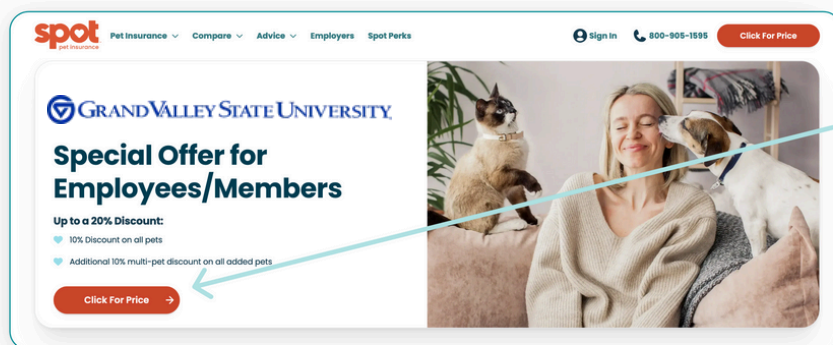 spot
pet insurance
Pet Insurance
Compare
Advice
Employers
Spot Perks
Sign In
800-905-1595
Click For Price
GRAND VALLEY STATE UNIVERSITY
Special Offer for
Employees/Members
Up to a 20% Discount:
10% Discount on all pets
Additional 10% multi-pet discount on all added pets
Click For Price